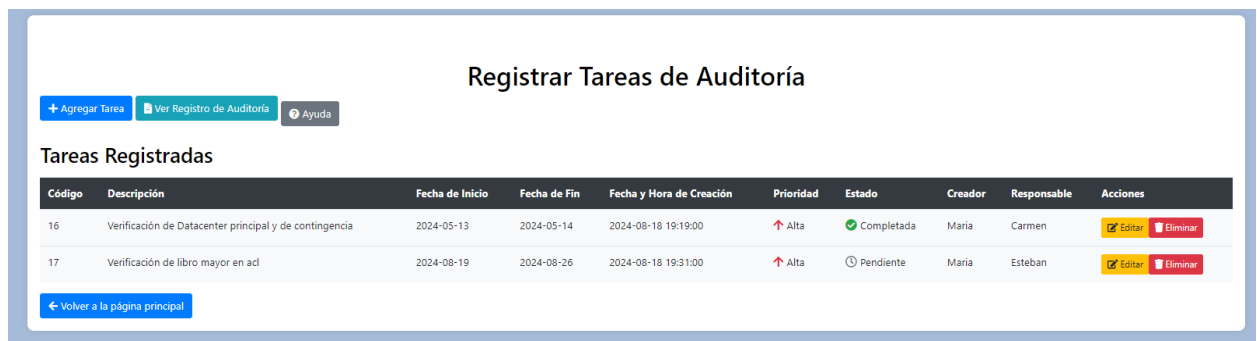 Registrar Tareas de Auditoría
Agregar Tarea Ver Registro de Auditoría Ayuda
Tareas Registradas
Código Descripción Fecha de Inicio Fecha de Fin Fecha y Hora de Creación Prioridad Estado Creador Responsable Acciones
16 Verificación de Datacenter principal y de contingencia 2024-05-13 2024-05-14 2024-08-18 19:19:00 Alta Completada Maria Carmen Editar Eliminar
17 Verificación de libro mayor en acl 2024-08-19 2024-08-26 2024-08-18 19:31:00 Alta Pendiente Maria Esteban Editar Eliminar
Volver a la página principal